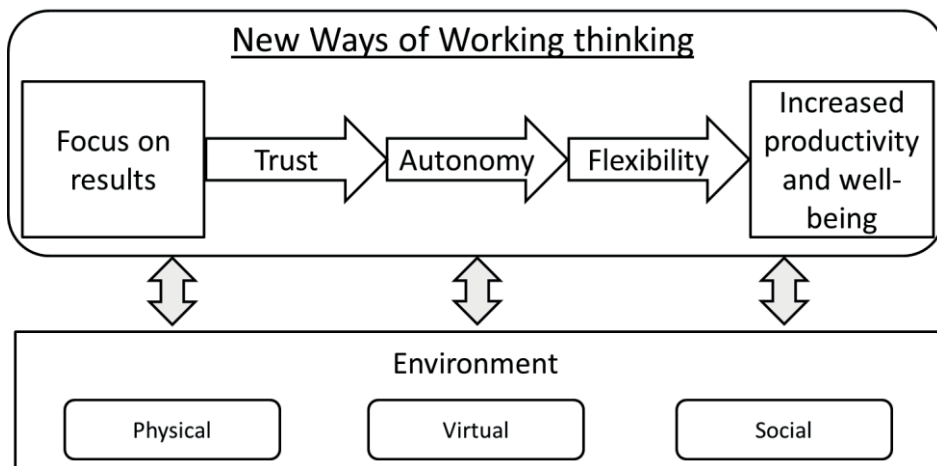 New Ways of Working thinking
Focus on
results
Trust
Autonomy
Flexibility
Increased
productivity
and well-
being
Environment
Physical
Virtual
Social